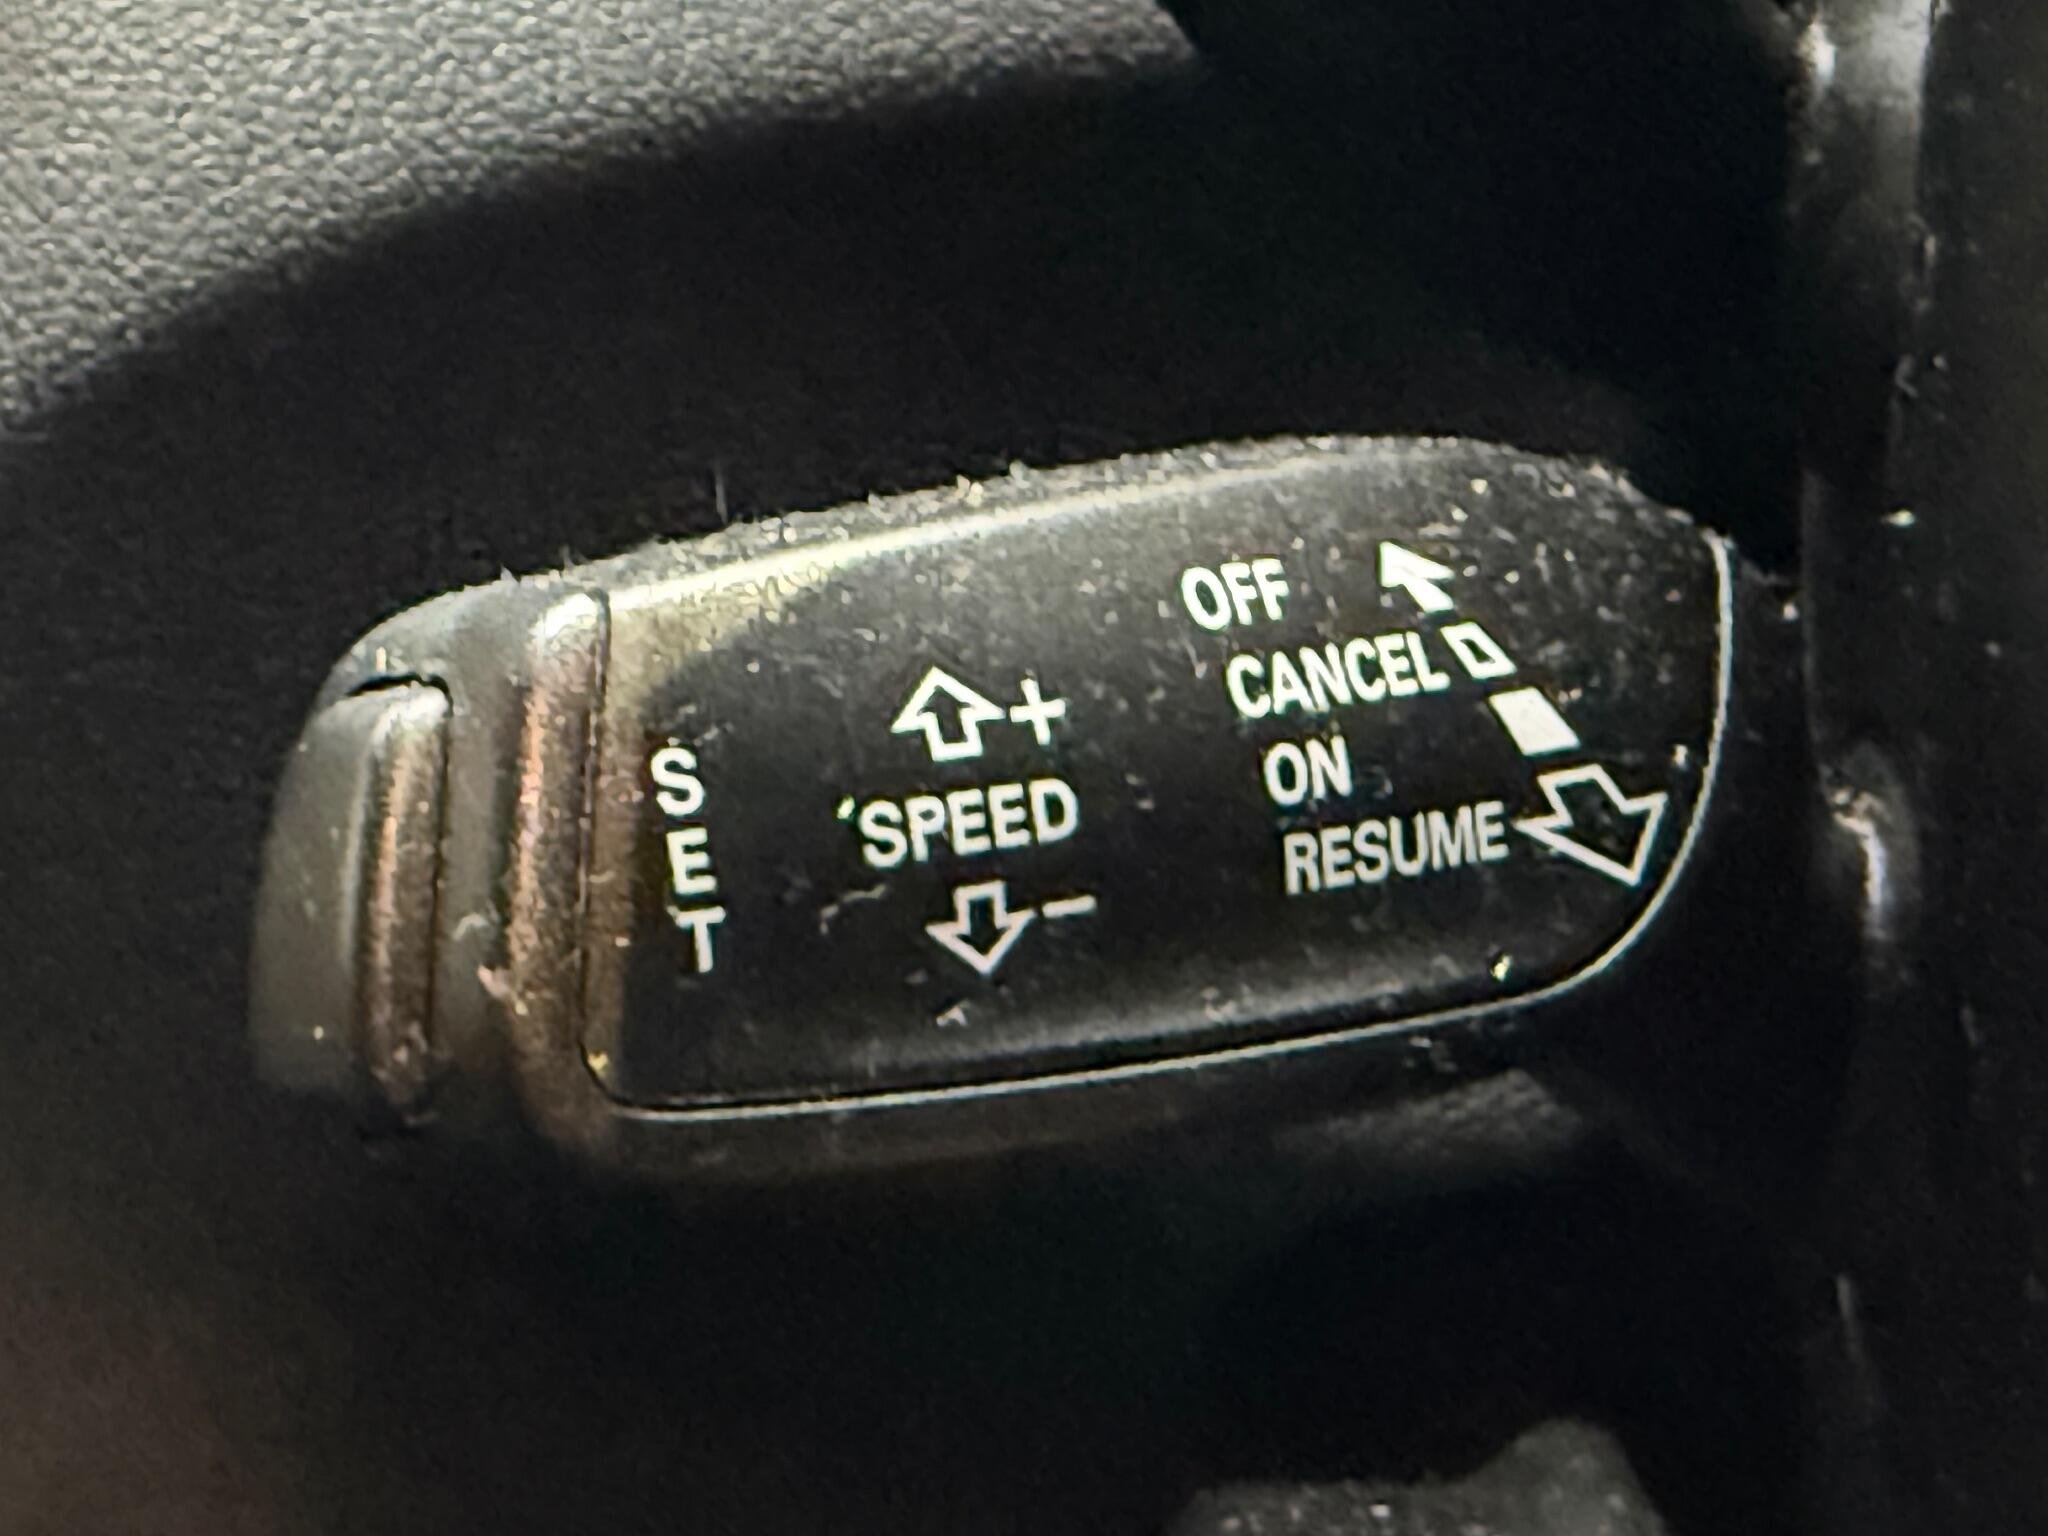 OFF
CANCEL
ON
RESUME
+
SPEED
−
SET